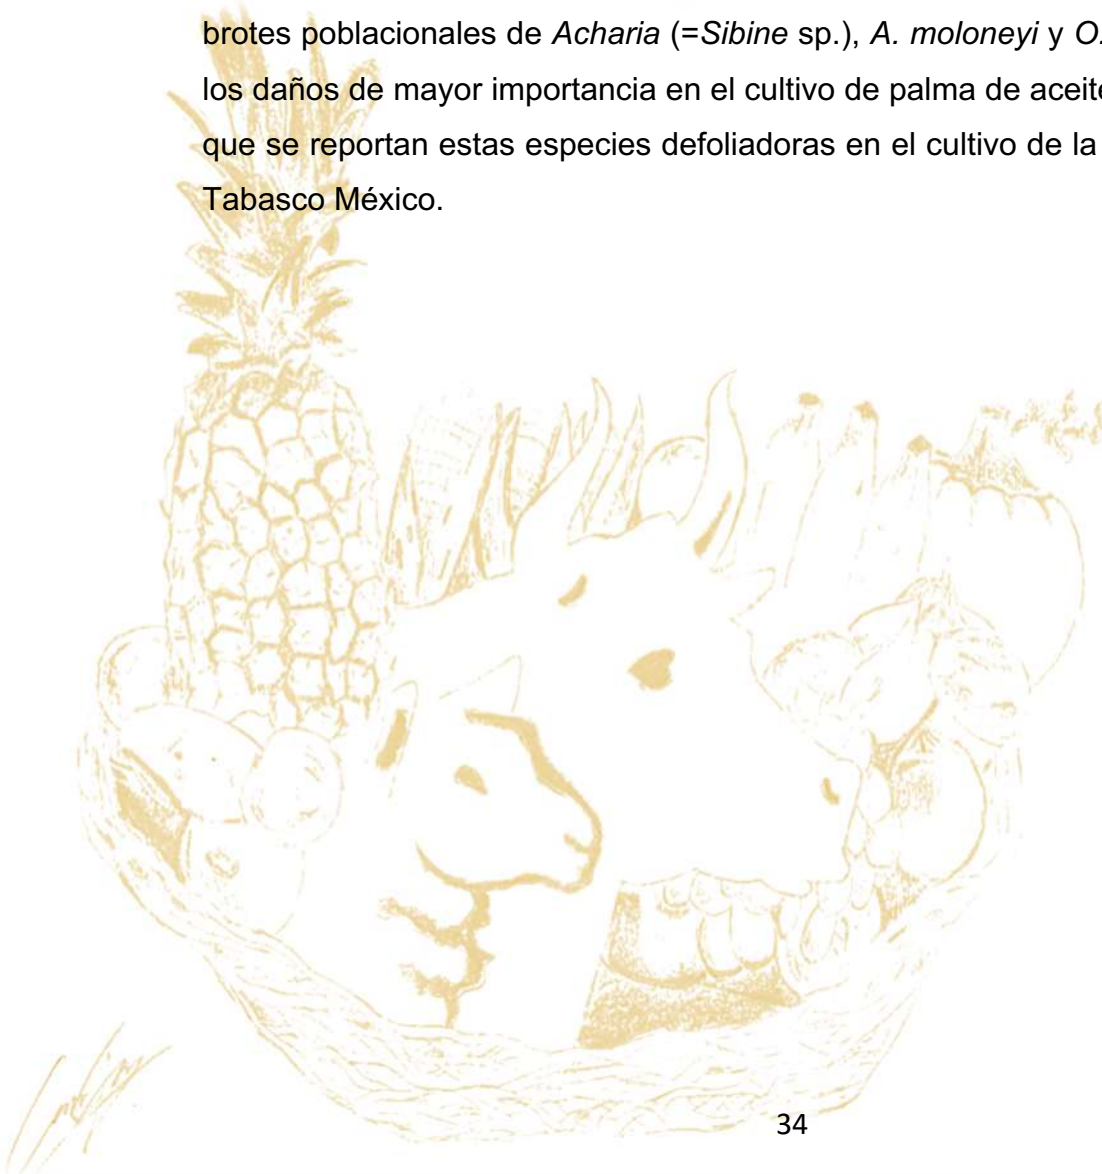 brotes poblacionales de Acharia (=Sibine sp.), A. moloneyi y O.
los daños de mayor importancia en el cultivo de palma de aceite
que se reportan estas especies defoliadoras en el cultivo de la
Tabasco México.
34